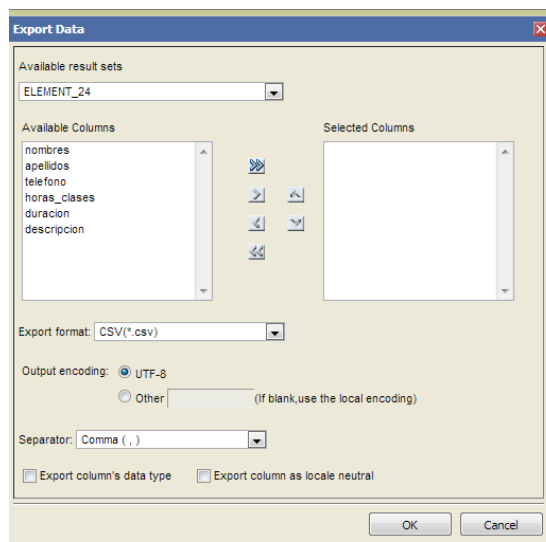 Export Data
Available result sets
ELEMENT_24
Available Columns
Selected Columns
nombres
apellidos
telefono
horas_clases
duracion
descripcion
Export format: CSV(*.csv)
Output encoding: UTF-8
Other (If blank,use the local encoding)
Separator: Comma ( , )
Export column's data type Export column as locale neutral
OK Cancel